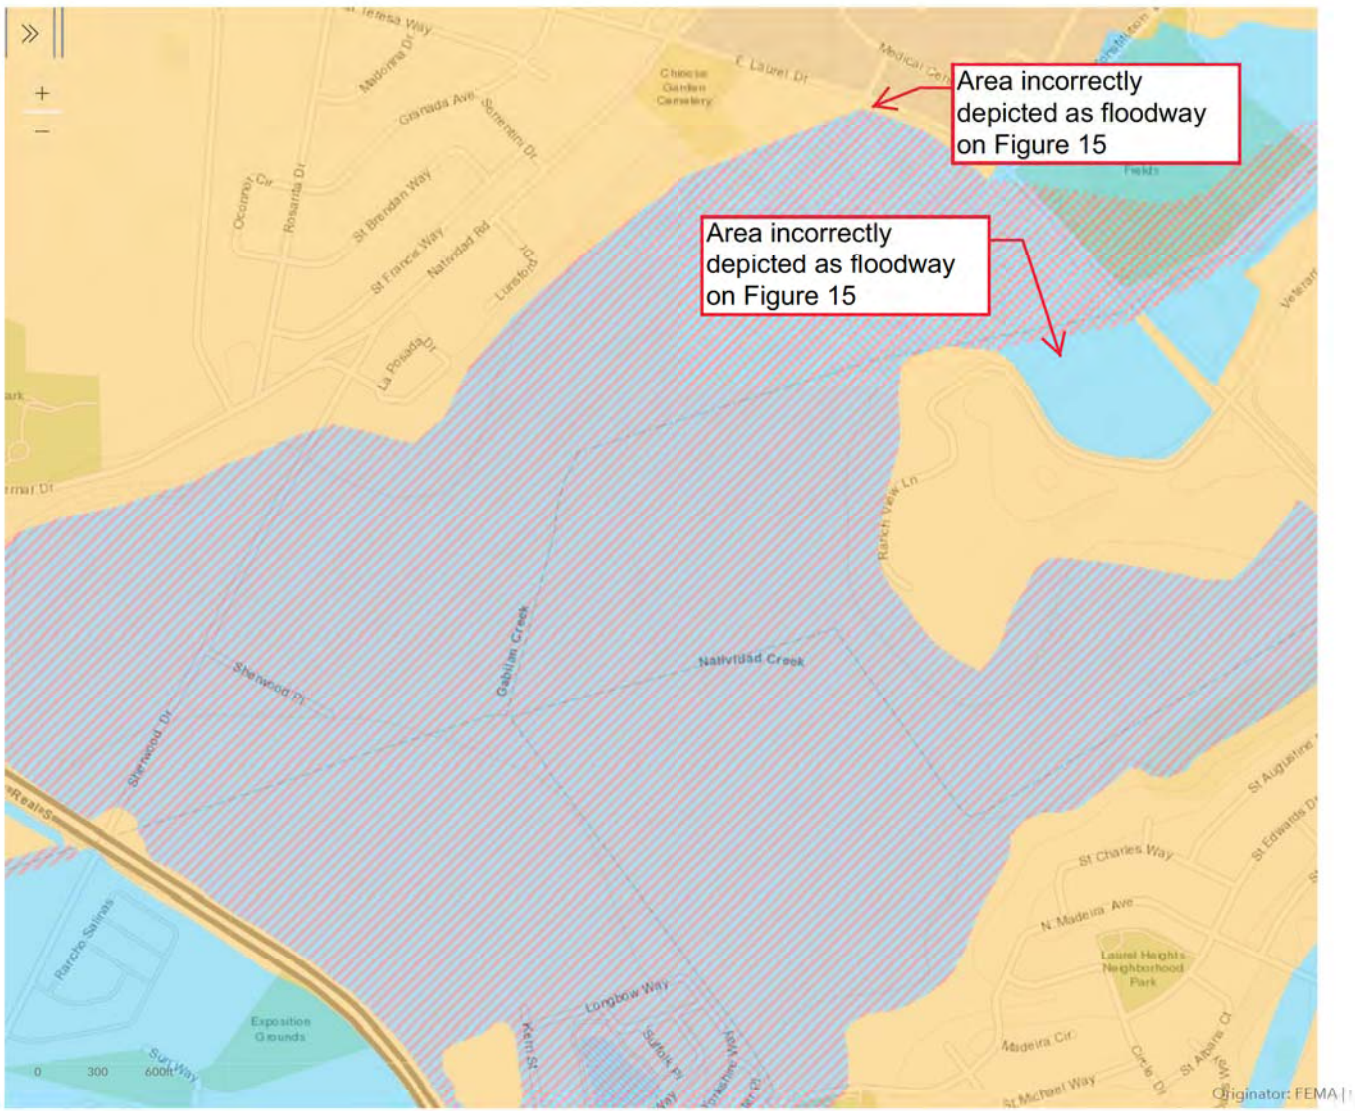 Teresa Way
Madonna Dr
Granada Ave
Sorrentini Dr
Chinese
Garden
Cemetery
E Laurel Dr
Medical
Area incorrectly
depicted as floodway
on Figure 15
Fields
Oconnor Cir
Rosarita Dr
St Brendan Way
St Francis Way
Natividad Rd
Lunsford
Area incorrectly
depicted as floodway
on Figure 15
La Posada Dr
Ranch View Ln
Gabilan Creek
Natividad Creek
Sherwood Pl
Sherwood Dr
St Augustine
St Edwards Dr
St Charles Way
N Madeira Ave
Laurel Heights
Neighborhood
Park
Rancho Salinas
Exposition
Grounds
Sun Way
Longbow Way
Kern St
Suffolk Pl
Yorkshire Way
Madeira Cir
Circle Dr
St Albans Ct
St Michael Way
0 300 600ft
Originator: FEMA |